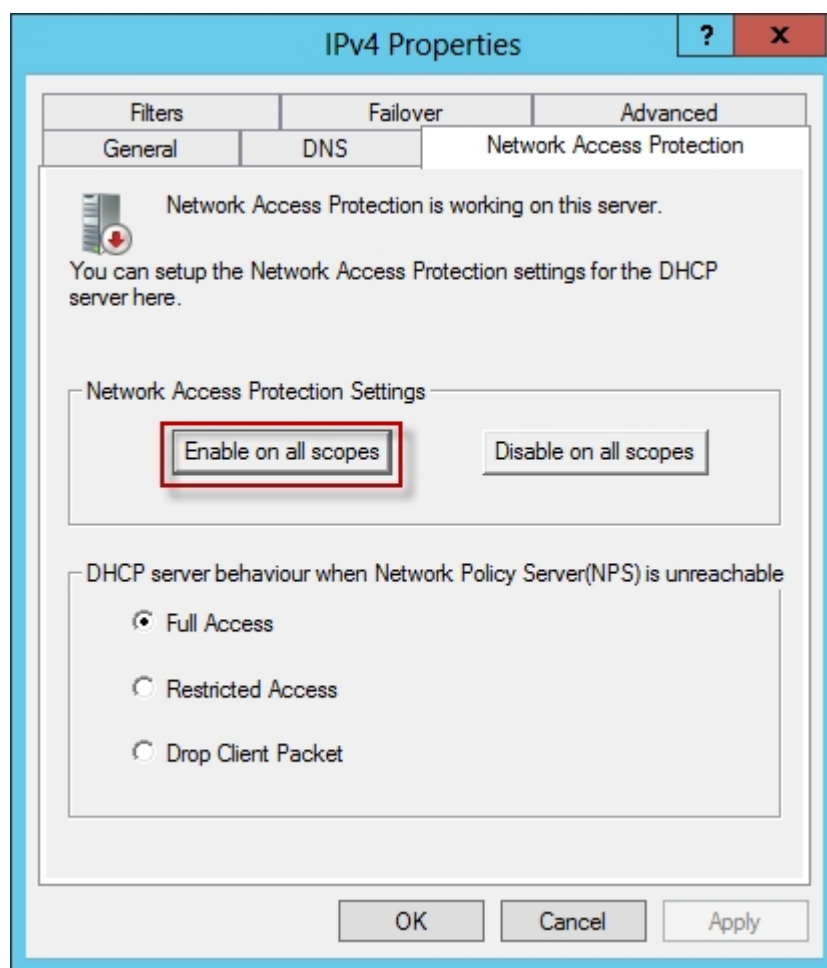 IPv4 Properties
?
x
Filters
Failover
Advanced
General
DNS
Network Access Protection
Network Access Protection is working on this server.
You can setup the Network Access Protection settings for the DHCP
server here.
Network Access Protection Settings
Enable on all scopes
Disable on all scopes
DHCP server behaviour when Network Policy Server(NPS) is unreachable
Full Access
Restricted Access
Drop Client Packet
OK
Cancel
Apply